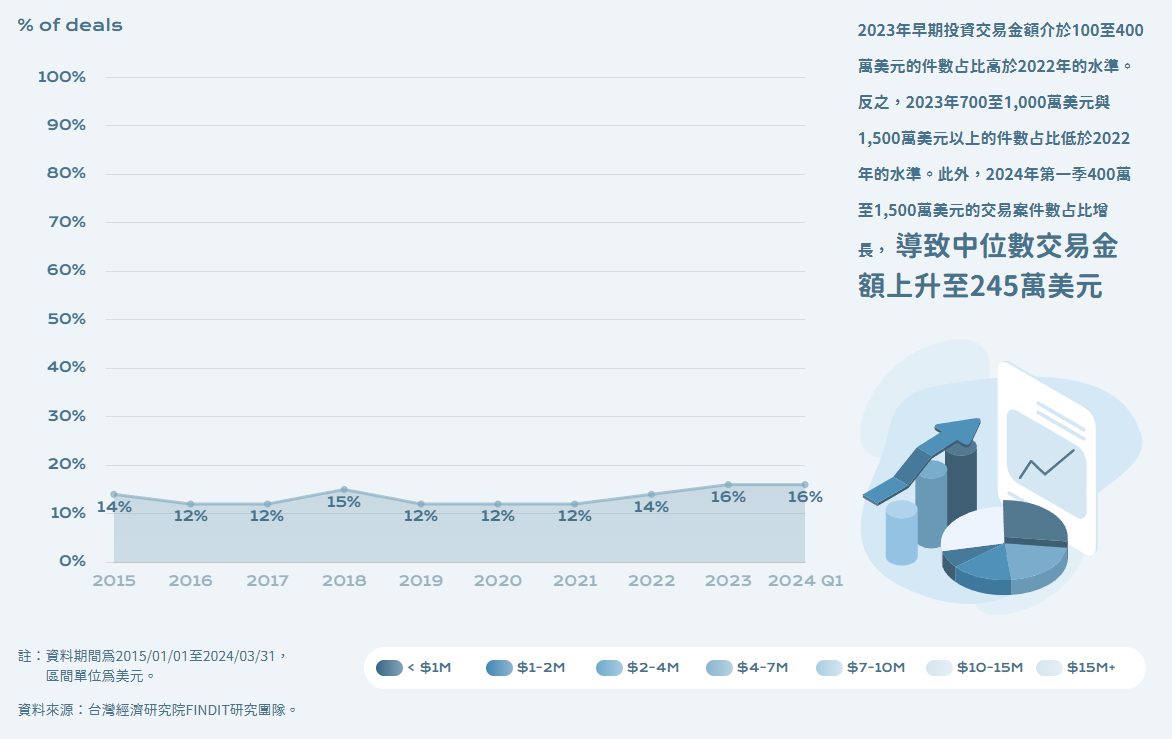 % of deals
100%
90%
80%
70%
60%
50%
40%
30%
20%
10%
0%
14%
12%
12%
15%
12%
12%
12%
14%
16%
16%
2015
2016
2017
2018
2019
2020
2021
2022
2023
2024 Q1
2023年早期投資交易金額介於100至400
萬美元的件數占比高於2022年的水準。
反之，2023年700至1,000萬美元與
1,500萬美元以上的件數占比低於2022
年的水準。此外，2024年第一季400萬
至1,500萬美元的交易案件數占比增
長， 導致中位數交易金
額上升至245萬美元
註：資料期間為2015/01/01至2024/03/31，
區間單位為美元。
資料來源：台灣經濟研究院FINDIT研究團隊。
< $1M
$1-2M
$2-4M
$4-7M
$7-10M
$10-15M
$15M+